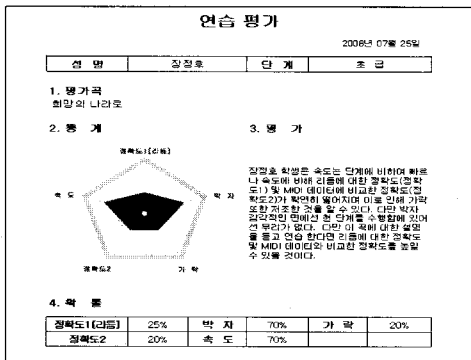 연습 평가
2006년 07월 25일
성 명 장정호 단 계 초 급
1. 평가곡
희망의 나라로
2. 통 계
3. 평 가
정확도1[리듬]
속 도
박 자
정확도2
가 락
장정호 학생은 속도는 단계에 비하여 빠르
나 속도에 비해 리듬에 대한 정확도(정확
도1) 및 MIDI 데이터에 비교한 정확도(정
확도2)가 확연히 떨어지며 이로 인해 가락
또한 저조한 것을 알 수 있다. 다만 박자
감각적인 면에선 현 단계를 수행함에 있어
선 무리가 없다. 다만 이 곡에 대한 설명
을 듣고 연습 한다면 리듬에 대한 정확도
및 MIDI 데이터와 비교한 정확도를 높일
수 있을 것이다.
4. 확 률
정확도1[리듬] 25% 박 자 70% 가 락 20%
정확도2 20% 속 도 70%